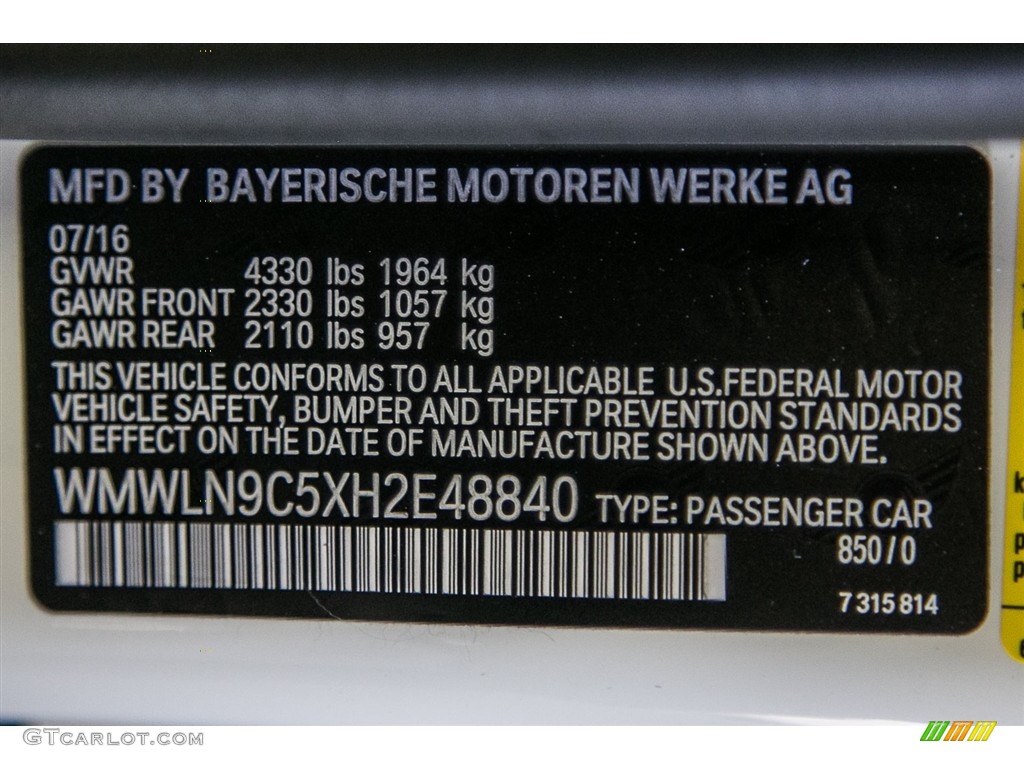 MFD BY BAYERISCHE MOTOREN WERKE AG
07/16
GVWR 4330 lbs 1964 kg
GAWR FRONT 2330 lbs 1057 kg
GAWR REAR 2110 lbs 957 kg
THIS VEHICLE CONFORMS TO ALL APPLICABLE U.S.FEDERAL MOTOR
VEHICLE SAFETY, BUMPER AND THEFT PREVENTION STANDARDS
IN EFFECT ON THE DATE OF MANUFACTURE SHOWN ABOVE.
WMWLN9C5XH2E48840 TYPE: PASSENGER CAR
850/0
7 315 814
GTCARLOT.COM